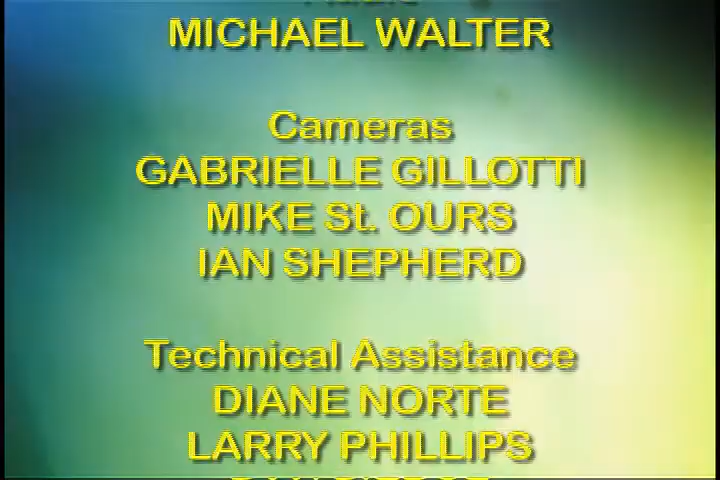 MICHAEL WALTER
Cameras
GABRIELLE GILLOTTI
MIKE St. OURS
IAN SHEPHERD
Technical Assistance
DIANE NORTE
LARRY PHILLIPS